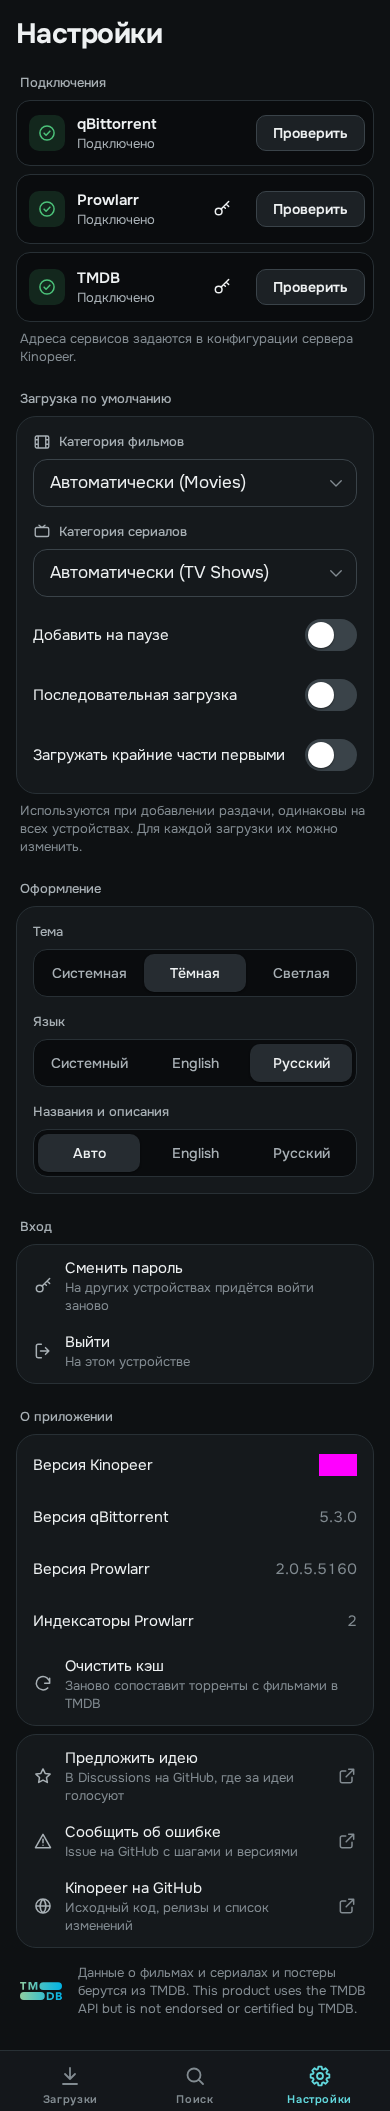 Настройки
Подключения
qBittorrent
Подключено
Проверить
Prowlarr
Подключено
Проверить
TMDB
Подключено
Проверить
Адреса сервисов задаются в конфигурации сервера
Kinopeer.
Загрузка по умолчанию
Категория фильмов
Автоматически (Movies)
Категория сериалов
Автоматически (TV Shows)
Добавить на паузе
Последовательная загрузка
Загружать крайние части первыми
Используются при добавлении раздачи, одинаковы на
всех устройствах. Для каждой загрузки их можно
изменить.
Оформление
Тема
Системная Тёмная Светлая
Язык
Системный English Русский
Названия и описания
Авто English Русский
Вход
Сменить пароль
На других устройствах придётся войти
заново
Выйти
На этом устройстве
О приложении
Версия Kinopeer
Версия qBittorrent 5.3.0
Версия Prowlarr 2.0.5.5160
Индексаторы Prowlarr 2
Очистить кэш
Заново сопоставит торренты с фильмами в
TMDB
Предложить идею
В Discussions на GitHub, где за идеи
голосуют
Сообщить об ошибке
Issue на GitHub с шагами и версиями
Kinopeer на GitHub
Исходный код, релизы и список
изменений
TMDB
Данные о фильмах и сериалах и постеры
берутся из TMDB. This product uses the TMDB
API but is not endorsed or certified by TMDB.
Загрузки Поиск Настройки